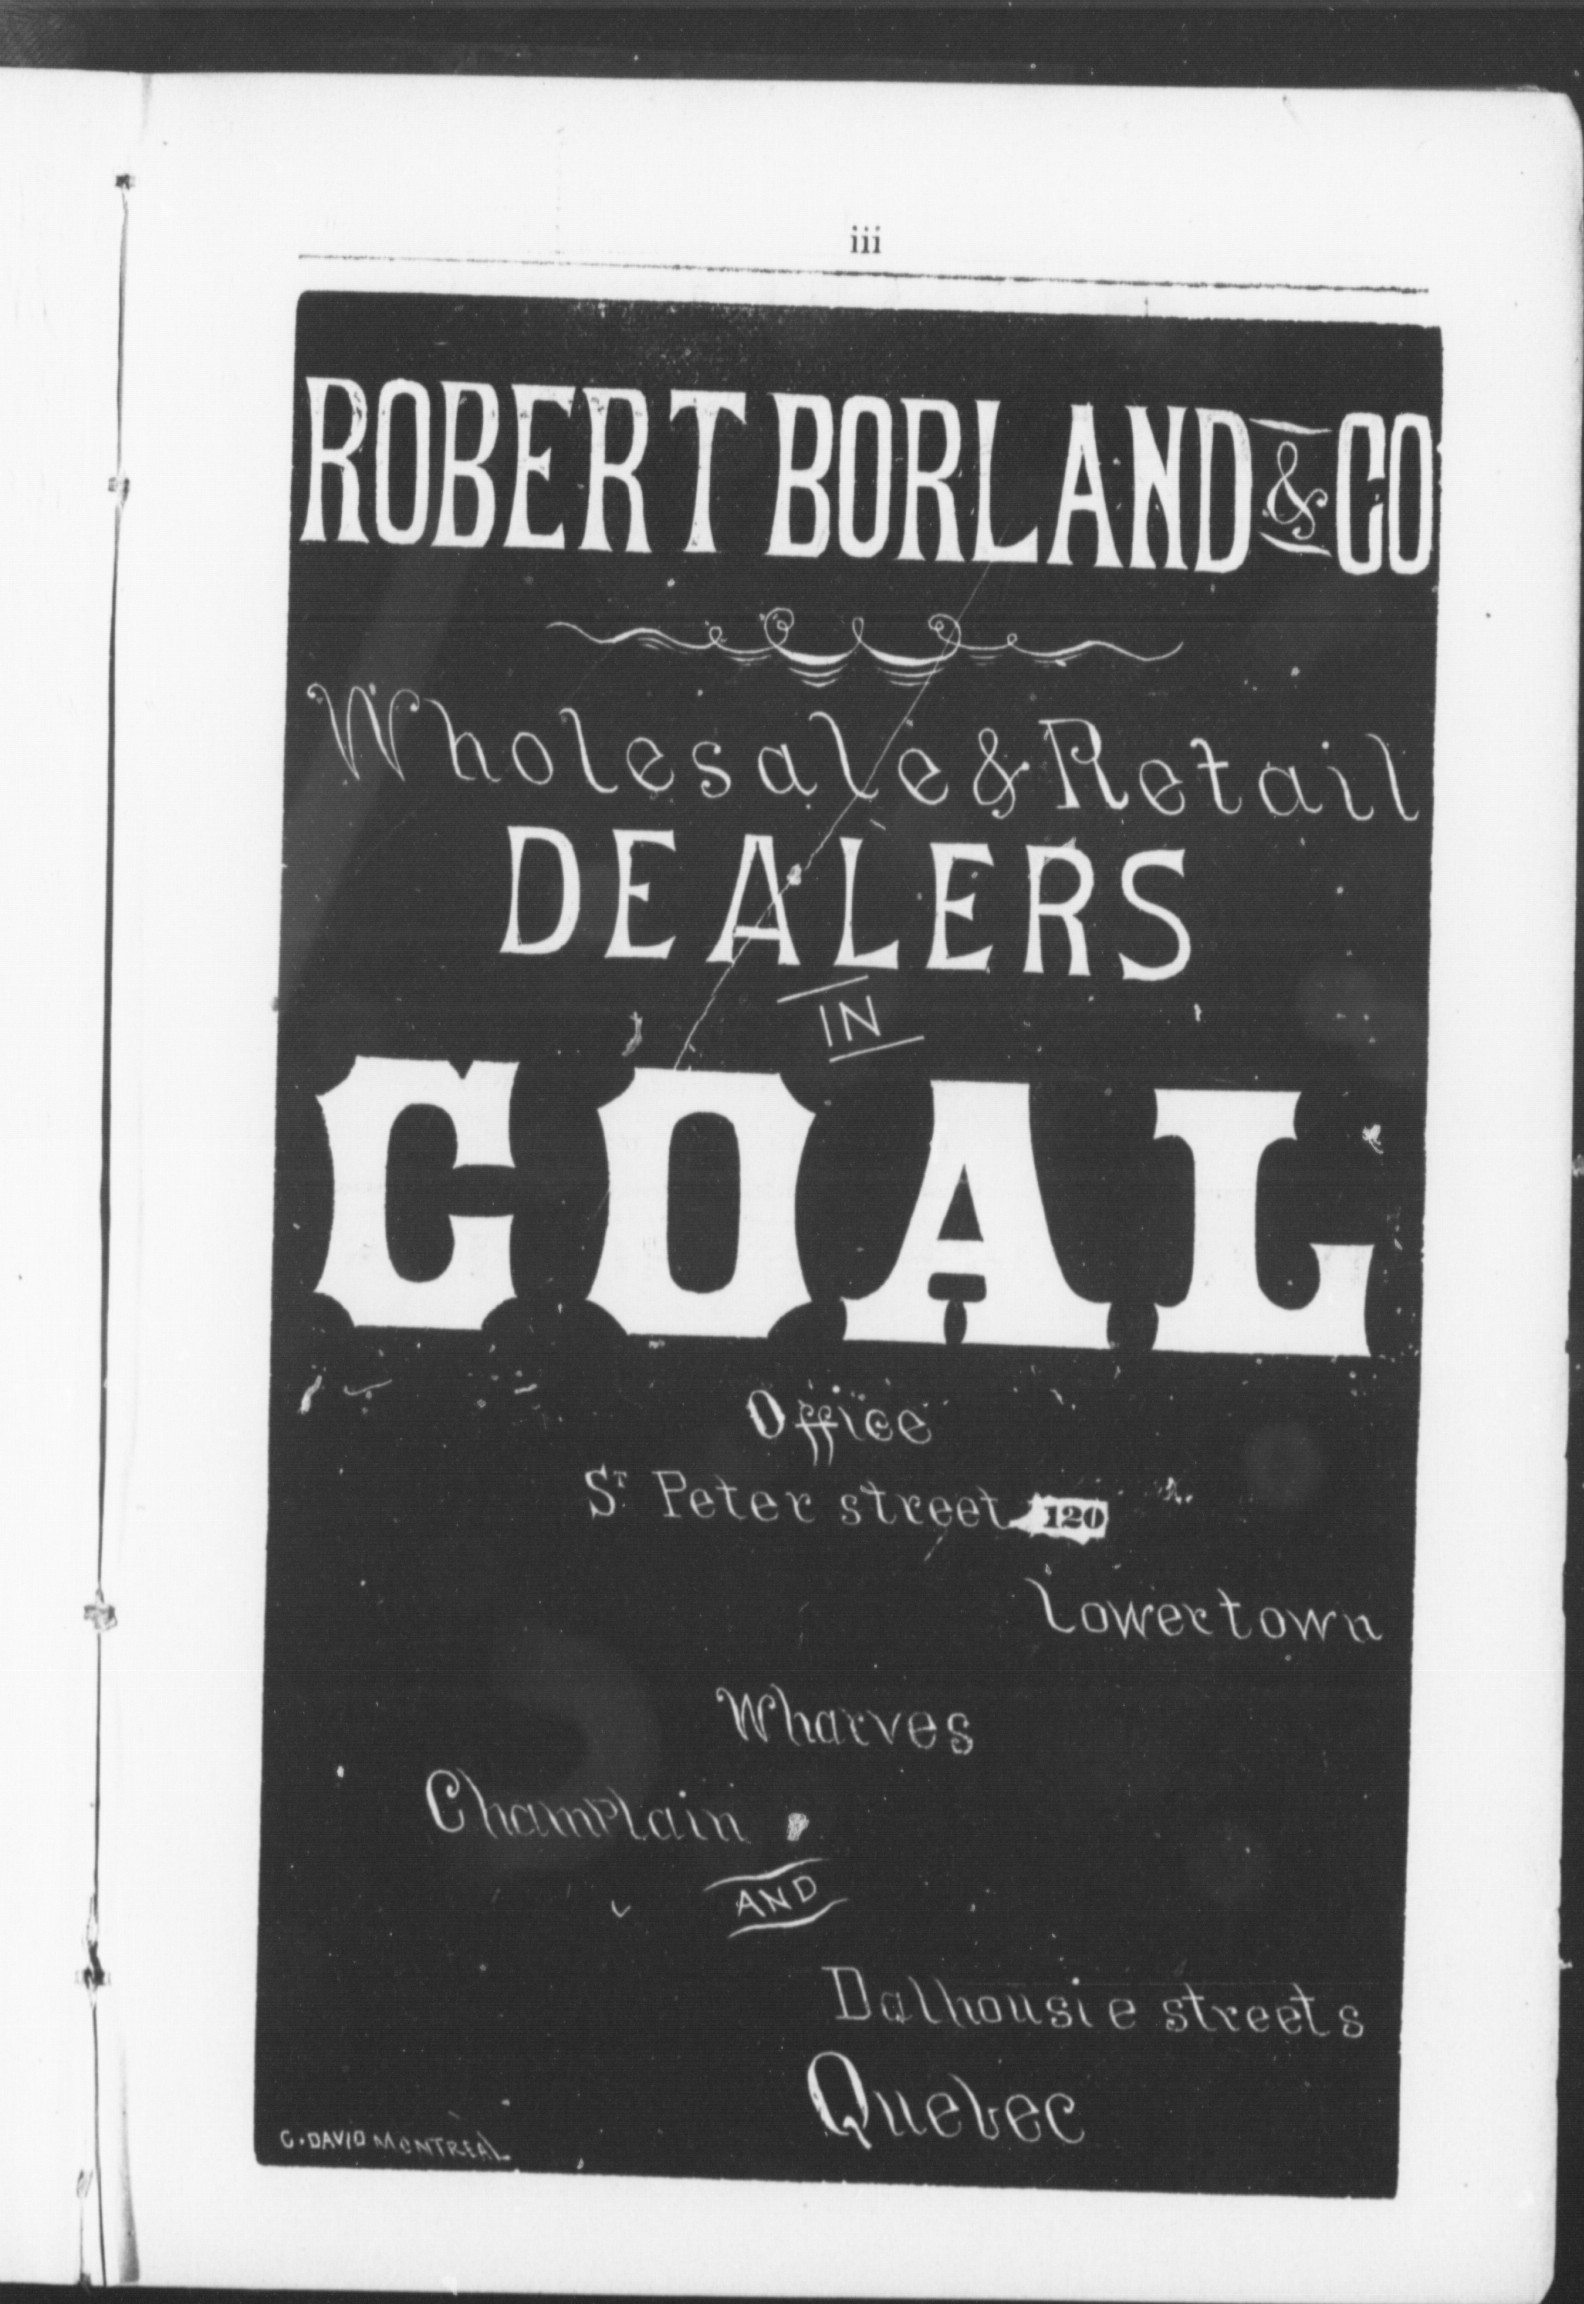 iii
ROBERT BORLAND & CO
Wholesale & Retail
DEALERS
IN
COAL
Office
ST. Peter street 120
Lowertown
Wharves
Champlain
AND
Dalhousie streets
Quebec
C. DAVID MONTREAL